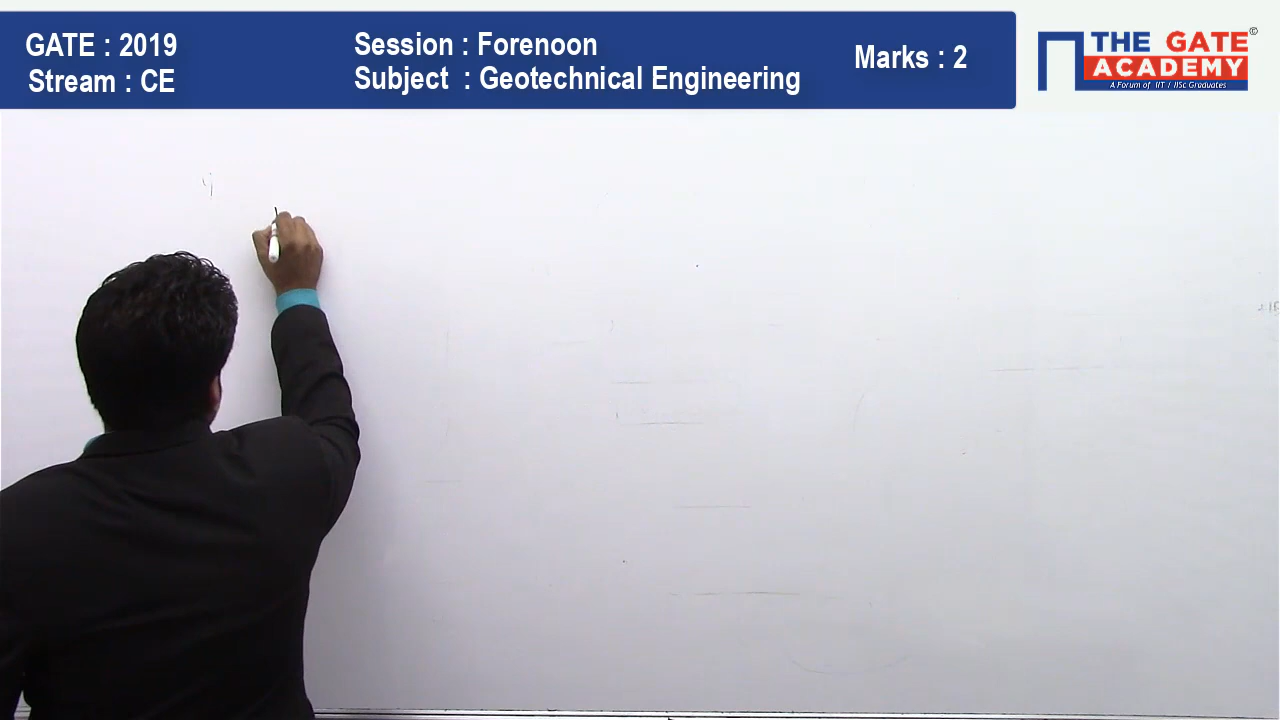 GATE : 2019
Stream : CE
Session : Forenoon
Subject : Geotechnical Engineering
Marks : 2
THE GATE
ACADEMY
©
A Forum of IIT / IISc Graduates